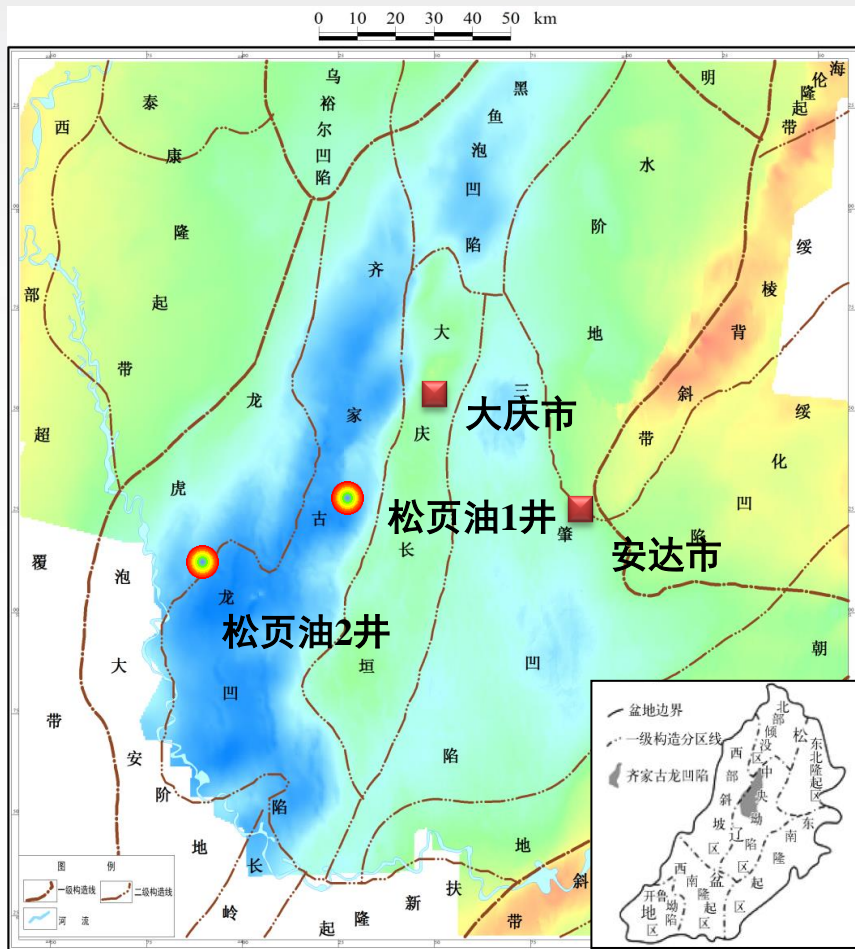 0 10 20 30 40 50 km
西部超覆带
泰康隆起带
乌裕尔凹陷
黑鱼泡凹陷
明水阶地
海伦隆起带
绥棱背斜带
绥化凹陷
齐家古龙凹陷
龙虎泡大安阶地
大庆长垣
三肇凹陷
大庆市
松页油1井
安达市
松页油2井
朝
地
长岭
扶新隆起
斜带
图 例
一级构造线
二级构造线
河 流
盆地边界
一级构造分区线
齐家古龙凹陷
北部倾没区
东北隆起区
西部斜坡区
中央坳陷区
东南隆起区
西南隆起区
开鲁坳陷区
松辽盆地